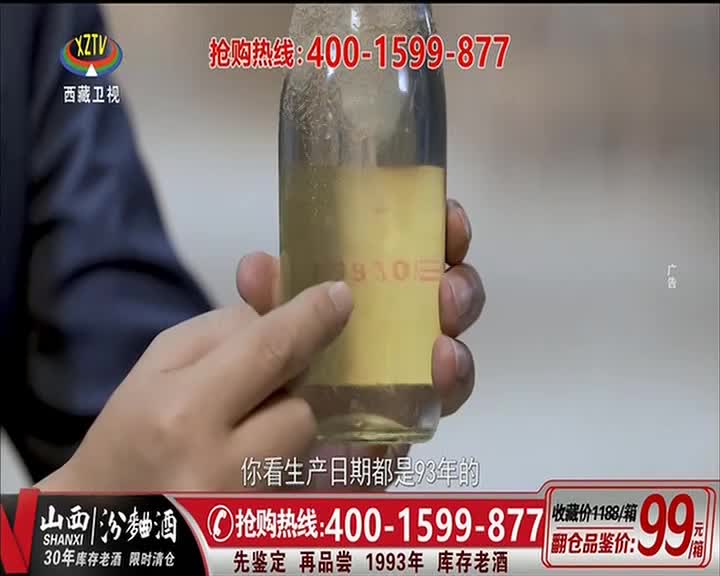 抢购热线:400-1599-877
XZTV
西藏卫视
广告
你看生产日期都是93年的
山西 汾麯酒
SHANXI
30年库存老酒 限时清仓
抢购热线:400-1599-877
先鉴定 再品尝 1993年 库存老酒
收藏价1188/箱
翻仓品鉴价:99元/箱